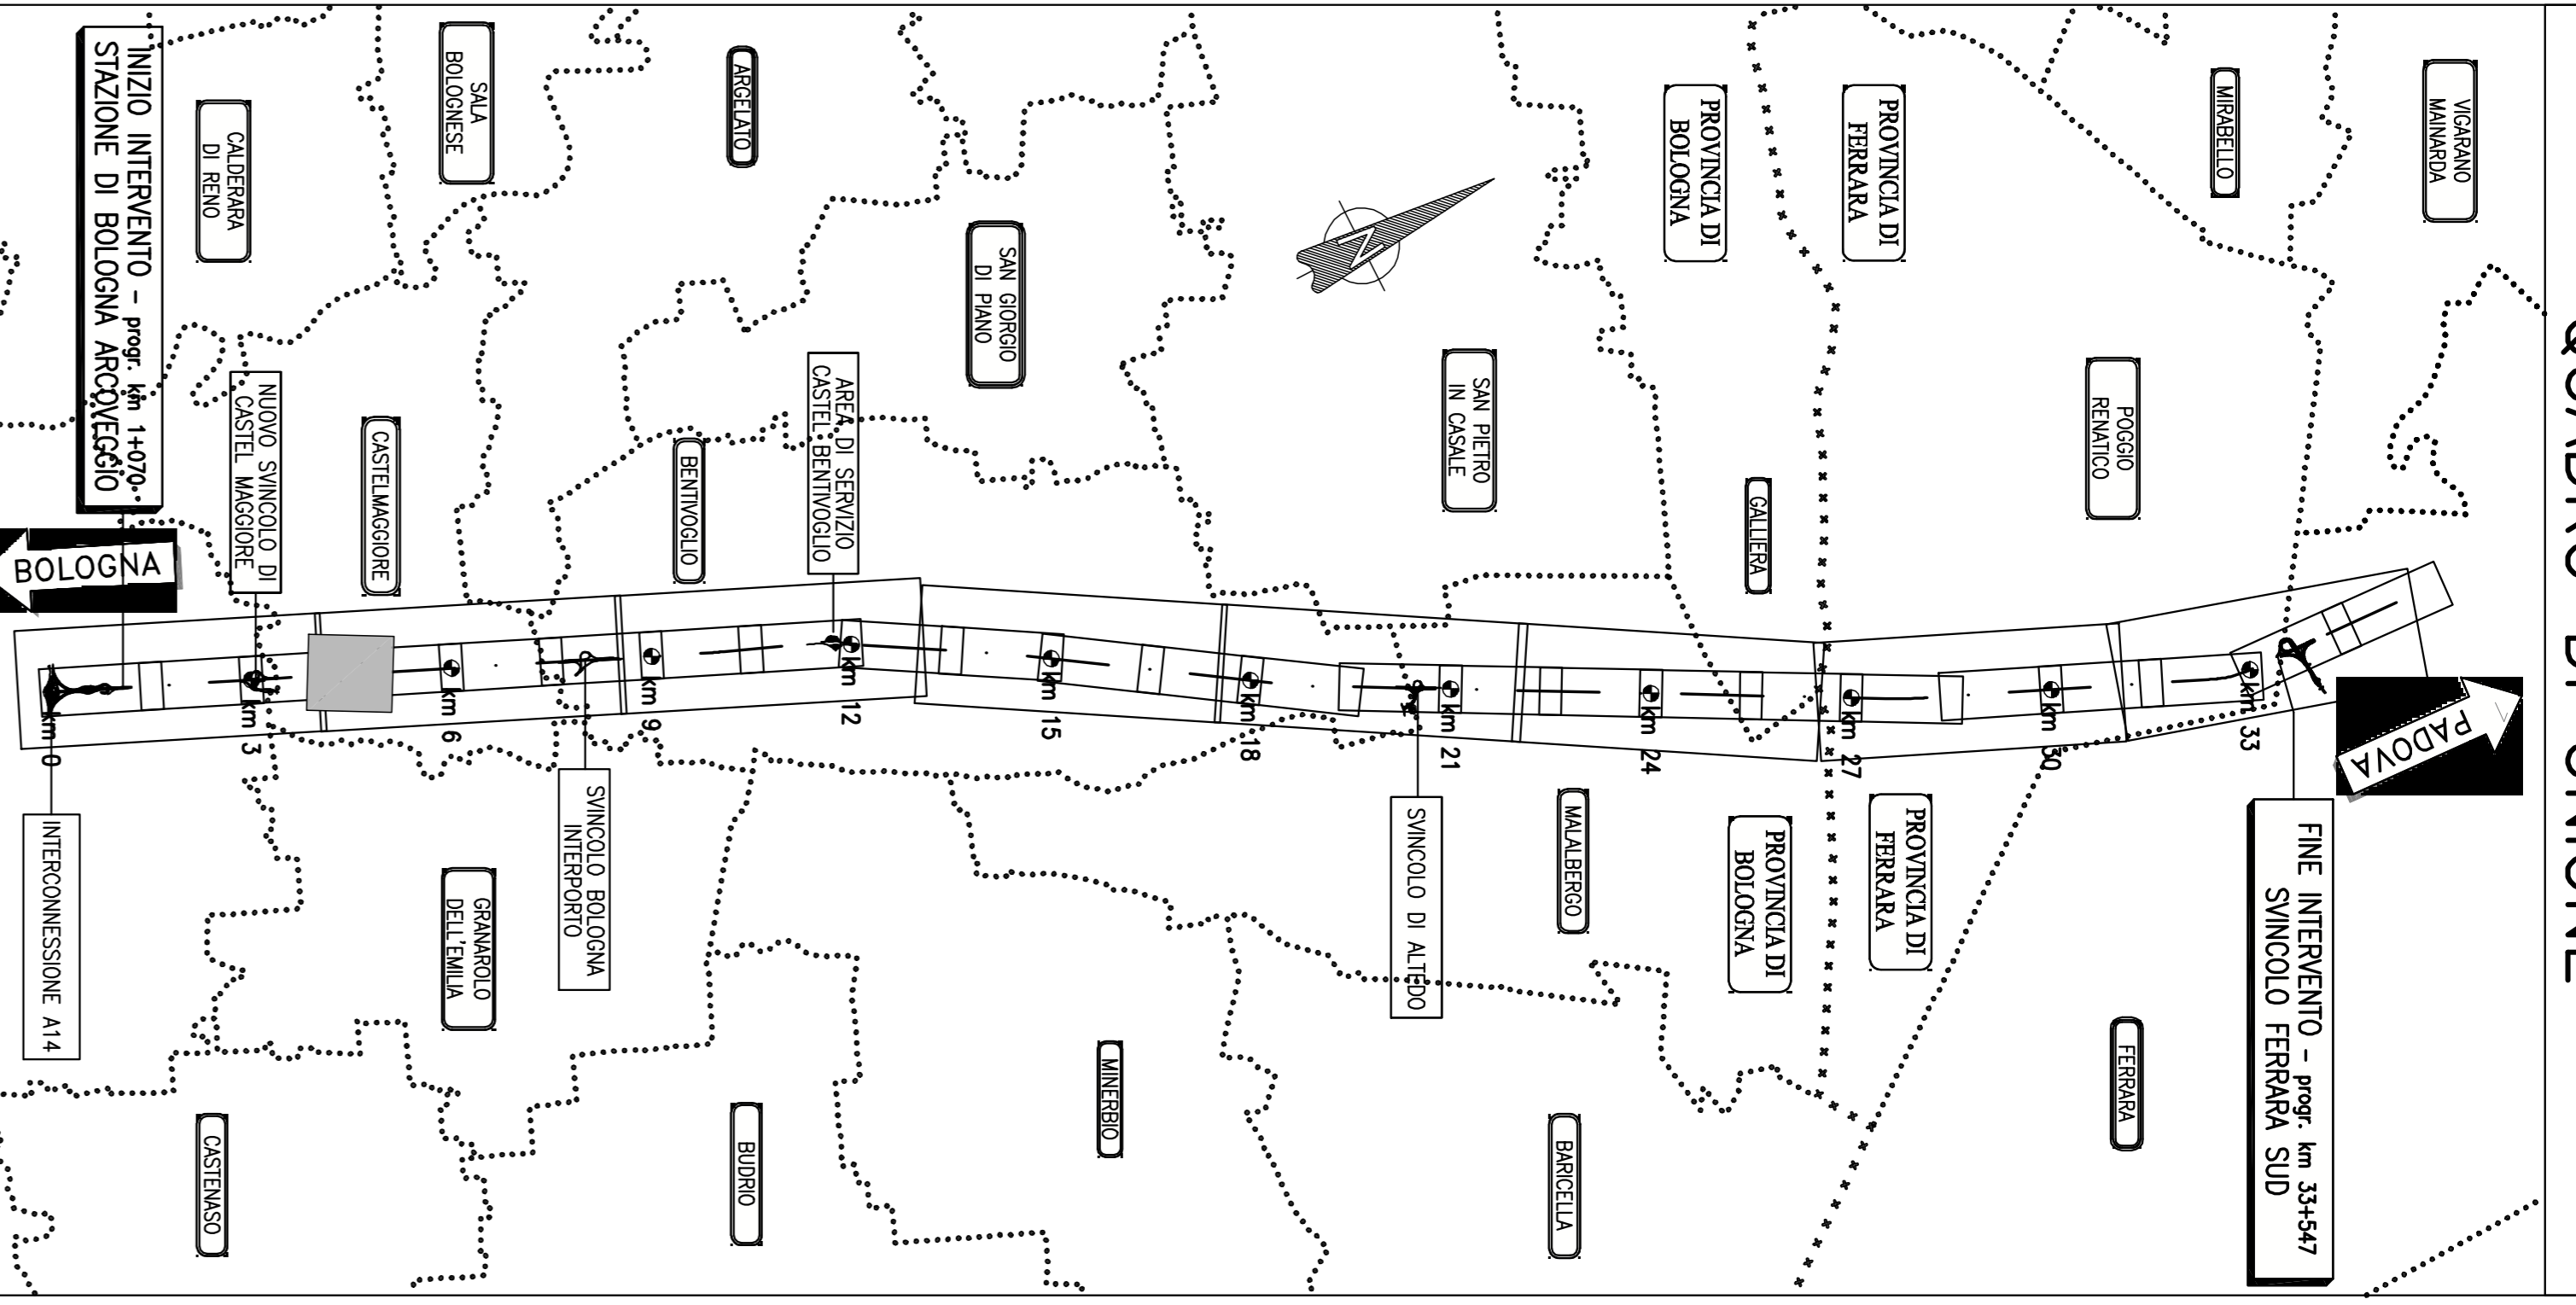 QUADRO DI UNIONE
VIGARANO
MAINARDA
MIRABELLO
PROVINCIA DI
FERRARA
PROVINCIA DI
BOLOGNA
ARGELATO
SALA
BOLOGNESE
CALDERARA
DI RENO
INIZIO INTERVENTO - progr. km 1+070
STAZIONE DI BOLOGNA ARCOVEGGIO
SAN GIORGIO
DI PIANO
N
POGGIO
RENATICO
SAN PIETRO
IN CASALE
GALLIERA
AREA DI SERVIZIO
CASTEL BENTIVOGLIO
BENTIVOGLIO
CASTELMAGGIORE
NUOVO SVINCOLO DI
CASTEL MAGGIORE
BOLOGNA
PADOVA
km 0
km 3
km 6
km 9
km 12
km 15
km 18
km 21
km 24
km 27
km 30
km 33
FINE INTERVENTO - progr. km 33+547
SVINCOLO FERRARA SUD
PROVINCIA DI
FERRARA
PROVINCIA DI
BOLOGNA
MALALBERGO
SVINCOLO DI ALTEDO
SVINCOLO BOLOGNA
INTERPORTO
GRANAROLO
DELL'EMILIA
INTERCONNESSIONE A14
FERRARA
BARICELLA
MINERBIO
BUDRIO
CASTENASO